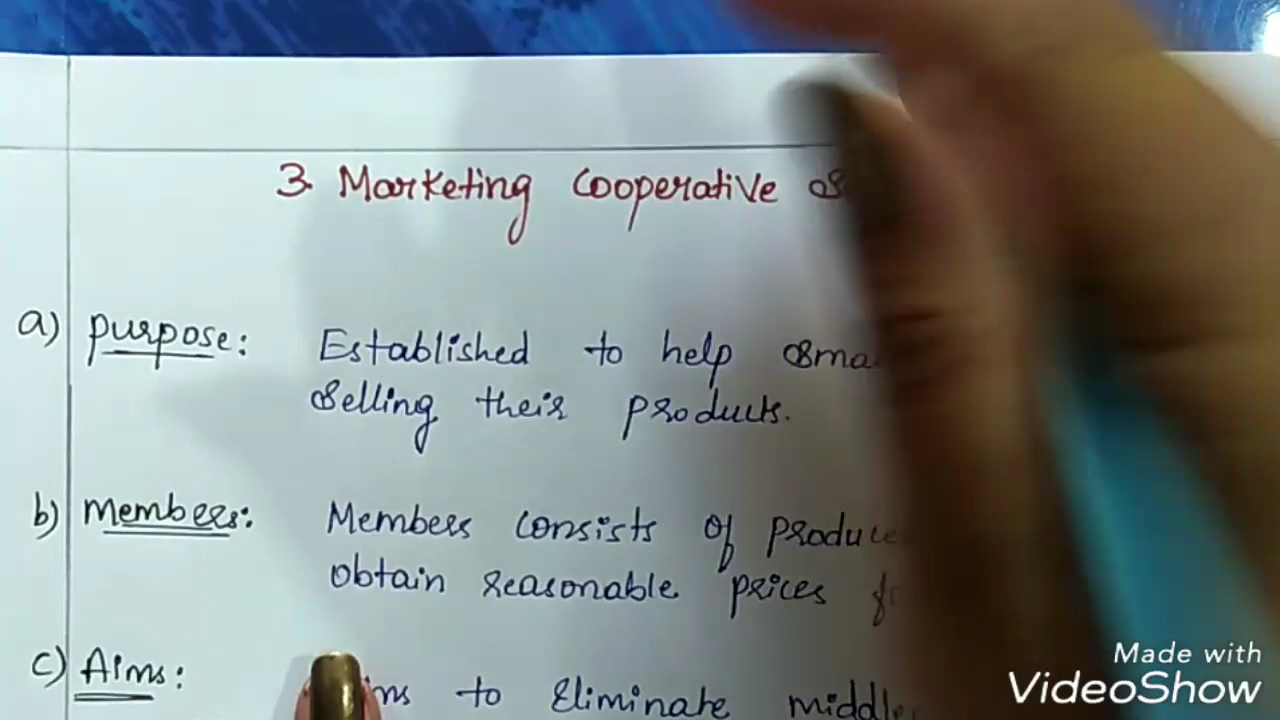 3. Marketing Cooperative
a) Purpose: Established to help
selling their products.
b) Members: Members consists of
obtain reasonable prices
c) Aims: to Eliminate
Made with
VideoShow